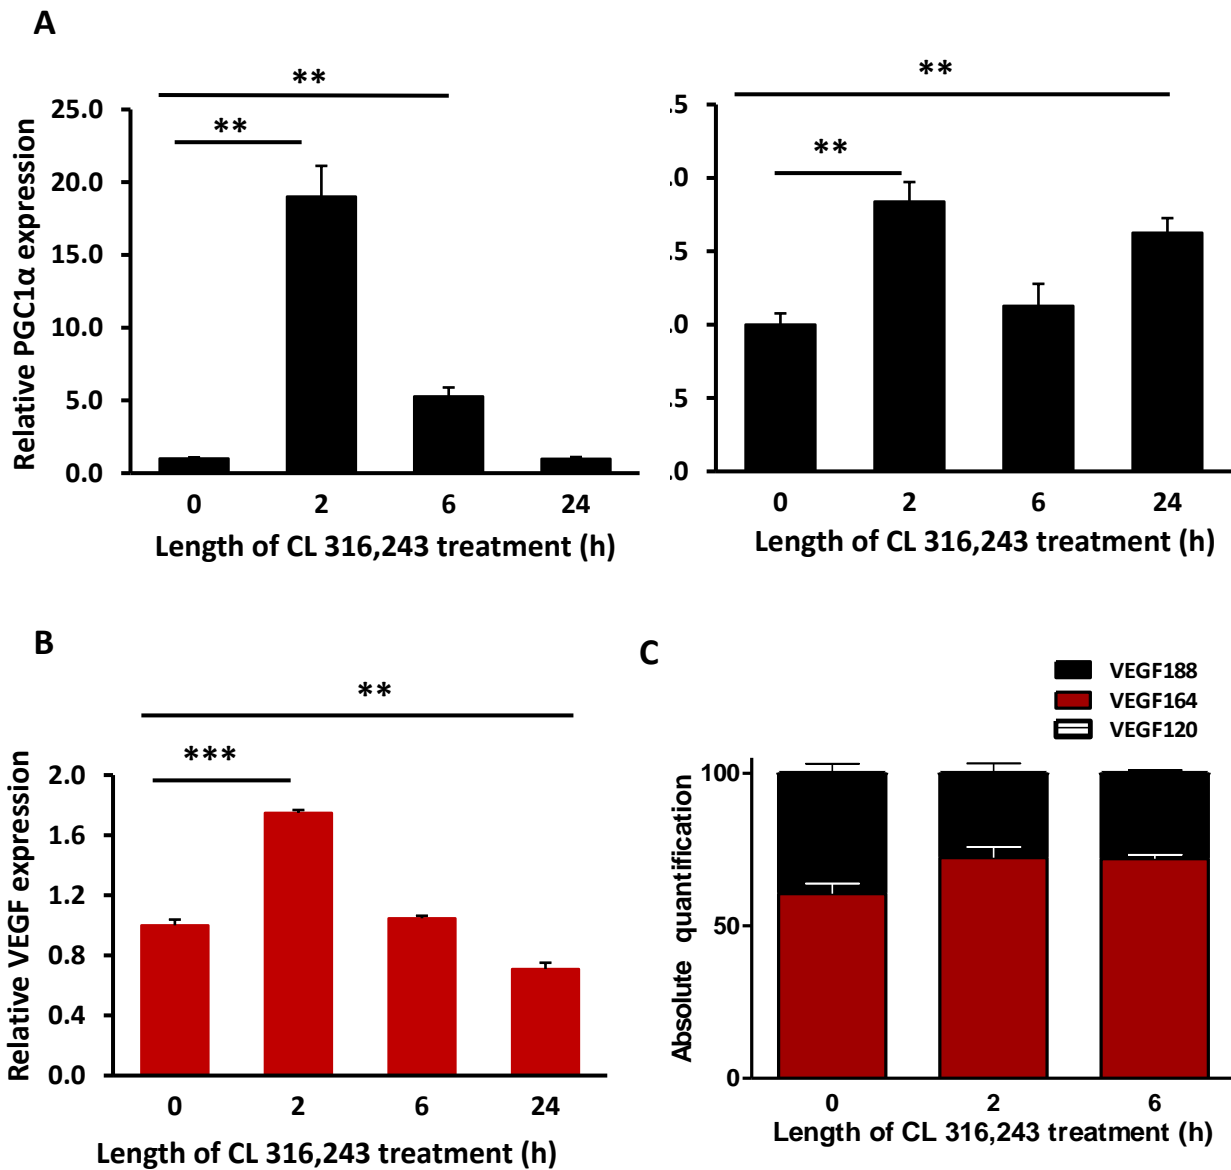 A
**
**
25.0
20.0
15.0
10.0
5.0
0.0
Relative PGC1α expression
0 2 6 24
Length of CL 316,243 treatment (h)
**
**
.5
.0
.5
.0
.5
.0
0 2 6 24
Length of CL 316,243 treatment (h)
B
**
***
2.0
1.6
1.2
0.8
0.4
0.0
Relative VEGF expression
0 2 6 24
Length of CL 316,243 treatment (h)
C
VEGF188
VEGF164
VEGF120
100
50
0
Absolute quantification
0 2 6
Length of CL 316,243 treatment (h)